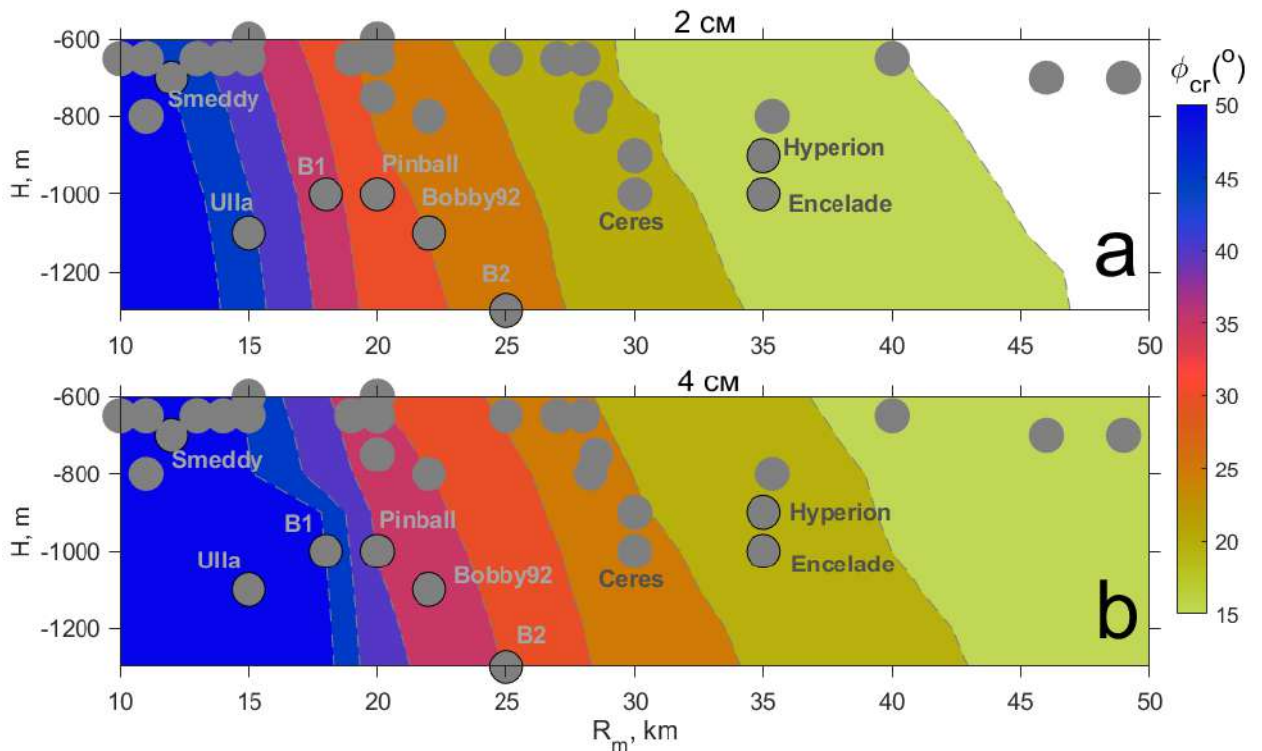 2 см
-600
-800
-1000
-1200
H, m
Smeddy
Ulla
B1
Pinball
Bobby92
B2
Ceres
Hyperion
Encelade
a
10 15 20 25 30 35 40 45 50
4 см
-600
-800
-1000
-1200
H, m
Smeddy
Ulla
B1
Pinball
Bobby92
B2
Ceres
Hyperion
Encelade
b
10 15 20 25 30 35 40 45 50
R_m, km
ϕ_cr(°)
50
45
40
35
30
25
20
15